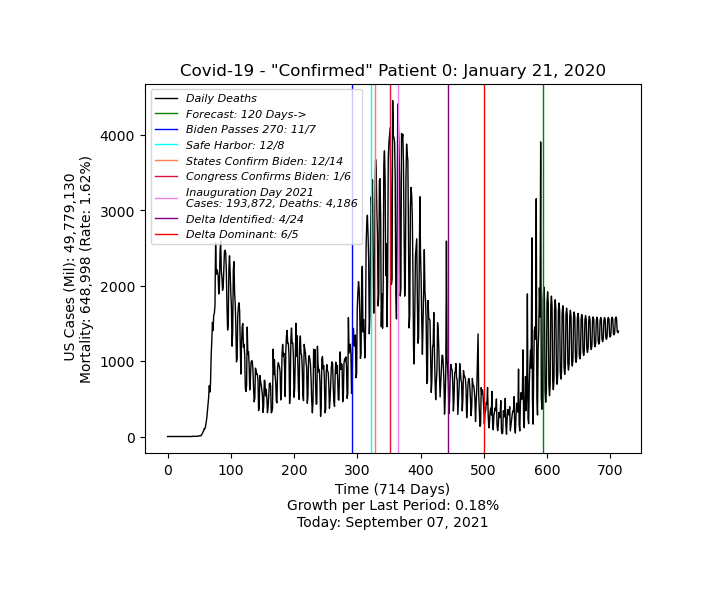 Covid-19 - "Confirmed" Patient 0: January 21, 2020
US Cases (Mil): 49,779,130
Mortality: 648,998 (Rate: 1.62%)
4000
3000
2000
1000
0
Daily Deaths
Forecast: 120 Days->
Biden Passes 270: 11/7
Safe Harbor: 12/8
States Confirm Biden: 12/14
Congress Confirms Biden: 1/6
Inauguration Day 2021
Cases: 193,872, Deaths: 4,186
Delta Identified: 4/24
Delta Dominant: 6/5
0 100 200 300 400 500 600 700
Time (714 Days)
Growth per Last Period: 0.18%
Today: September 07, 2021